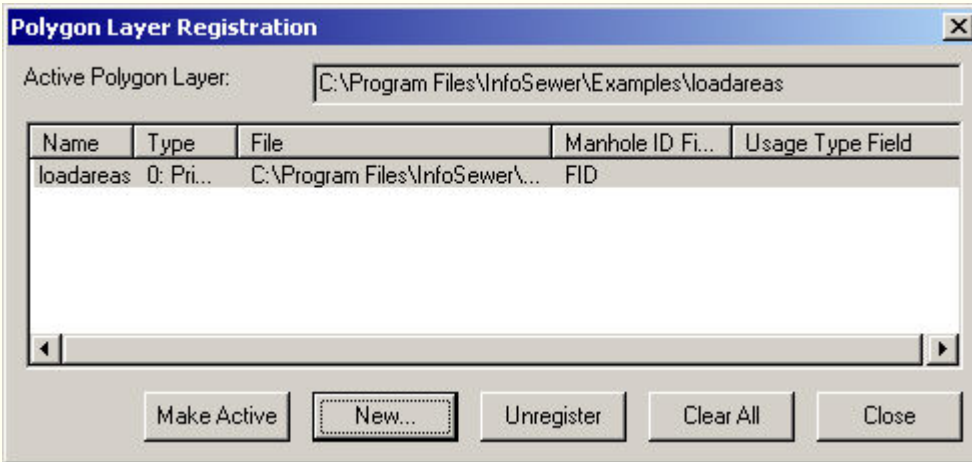 Polygon Layer Registration
Active Polygon Layer: C:\Program Files\InfoSewer\Examples\loadareas
Name Type File Manhole ID Fi... Usage Type Field
loadareas 0: Pri... C:\Program Files\InfoSewer\... FID
Make Active New... Unregister Clear All Close